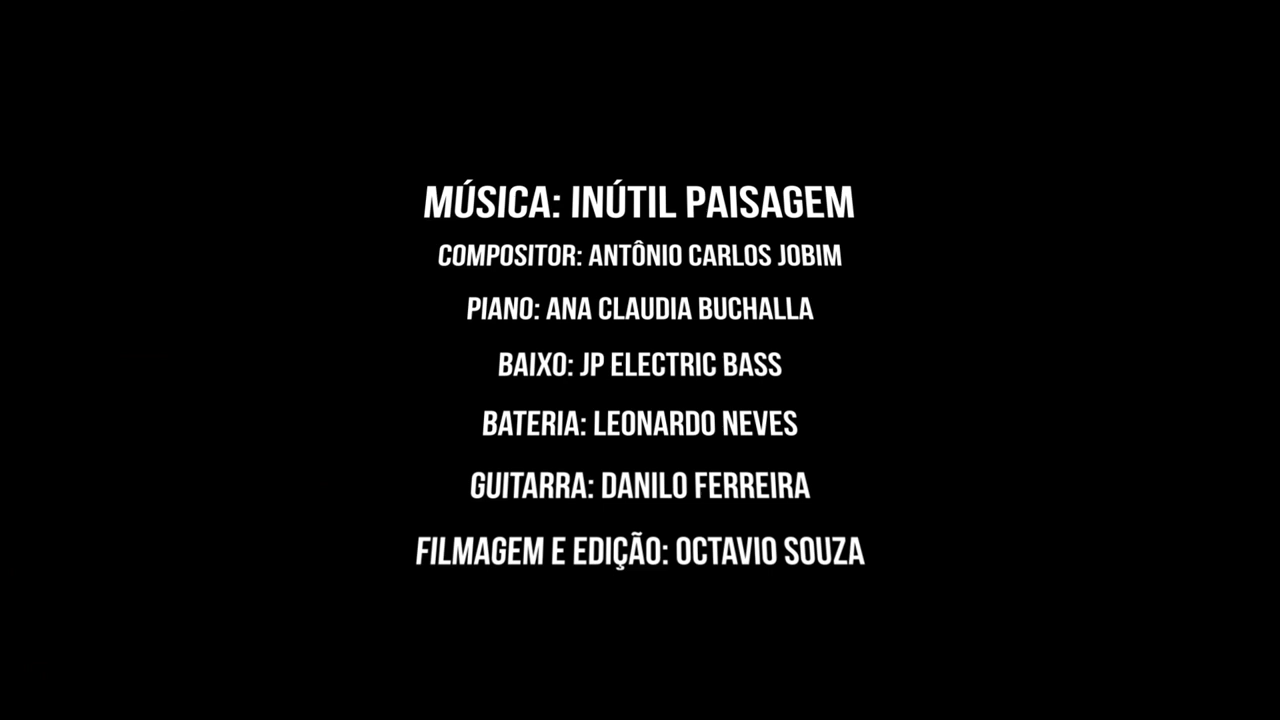 MÚSICA: INÚTIL PAISAGEM
COMPOSITOR: ANTÔNIO CARLOS JOBIM
PIANO: ANA CLAUDIA BUCHALLA
BAIXO: JP ELECTRIC BASS
BATERIA: LEONARDO NEVES
GUITARRA: DANILO FERREIRA
FILMAGEM E EDIÇÃO: OCTAVIO SOUZA